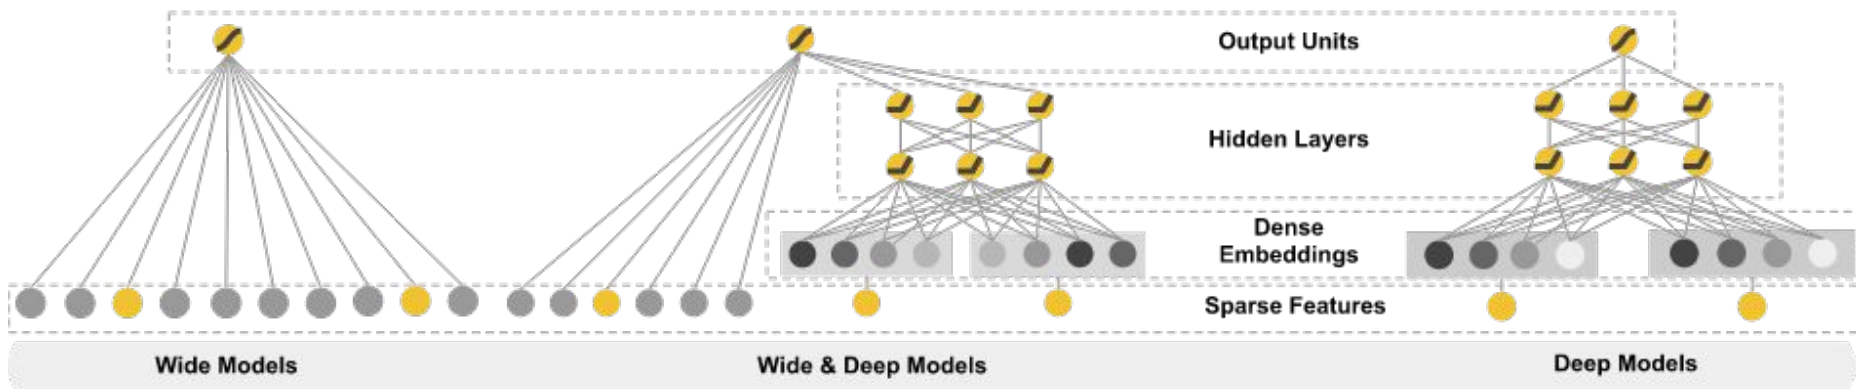 Output Units
Hidden Layers
Dense
Embeddings
Sparse Features
Wide Models
Wide & Deep Models
Deep Models